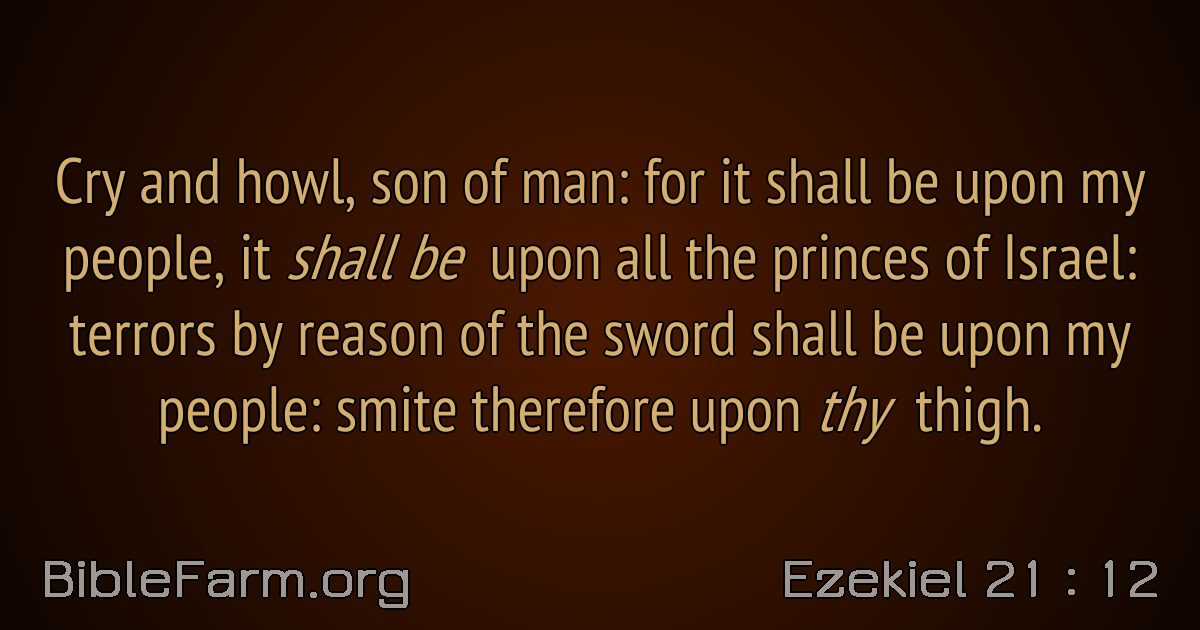 Cry and howl, son of man: for it shall be upon my
people, it shall be upon all the princes of Israel:
terrors by reason of the sword shall be upon my
people: smite therefore upon thy thigh.
BibleFarm.org
Ezekiel 21 : 12